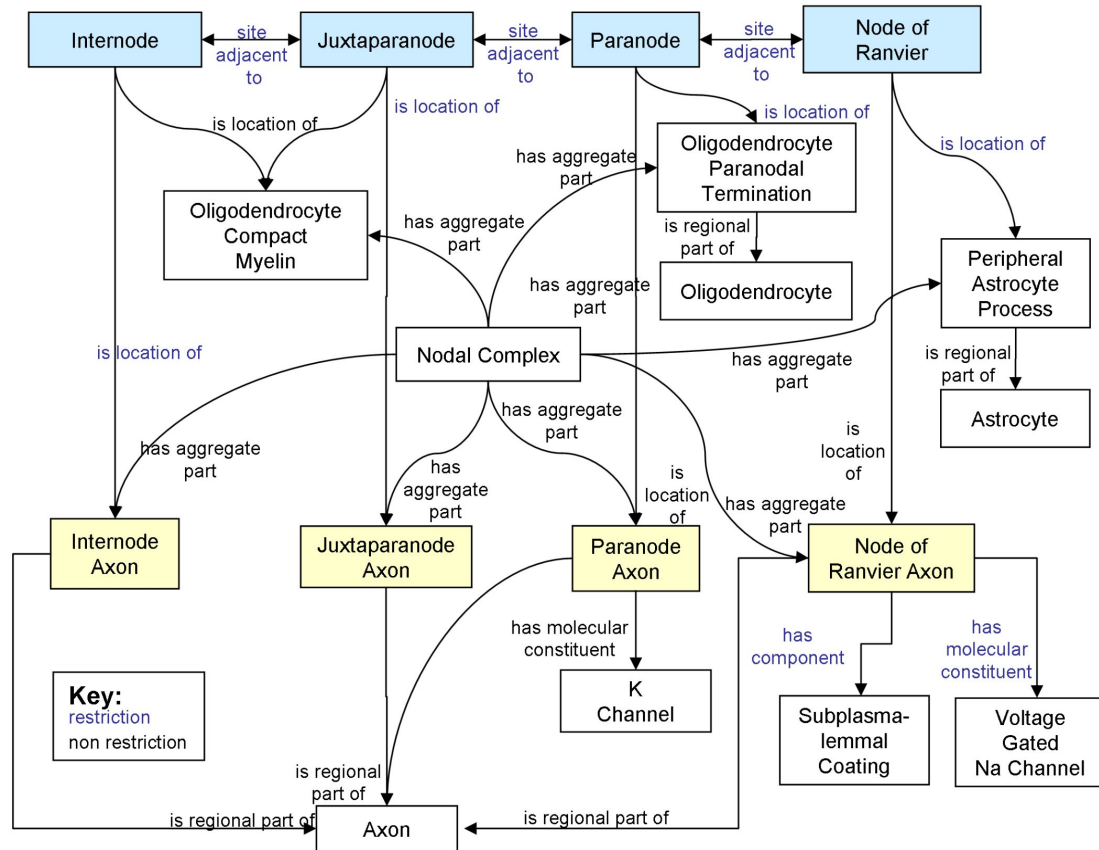 Internode
site
adjacent
to
Juxtaparanode
site
adjacent
to
Paranode
site
adjacent
to
Node of
Ranvier
is location of
is location of
is location of
is location of
has aggregate
part
Oligodendrocyte
Paranodal
Termination
Oligodendrocyte
Compact
Myelin
has aggregate
part
is regional
part of
Oligodendrocyte
has aggregate
part
Peripheral
Astrocyte
Process
is location of
Nodal Complex
has aggregate
part
is regional
part of
Astrocyte
has aggregate
part
has aggregate
part
has
aggregate
part
is
location
of
has aggregate
part
is
location
of
Internode
Axon
Juxtaparanode
Axon
Paranode
Axon
Node of
Ranvier Axon
has molecular
constituent
has
component
has
molecular
constituent
Key:
restriction
non restriction
K
Channel
Subplasma-
lemmal
Coating
Voltage
Gated
Na Channel
is regional
part of
is regional part of
Axon
is regional part of